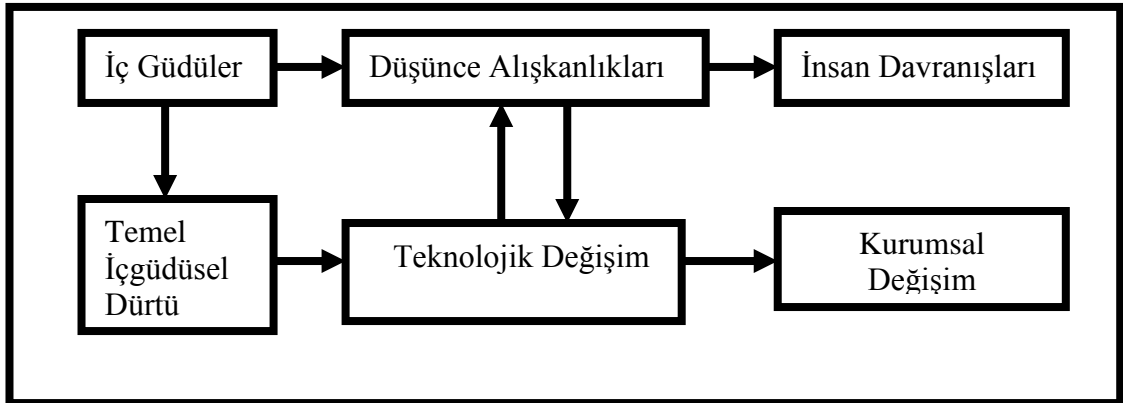 İç Güdüler
Düşünce Alışkanlıkları
İnsan Davranışları
Temel
İçgüdüsel
Dürtü
Teknolojik Değişim
Kurumsal
Değişim